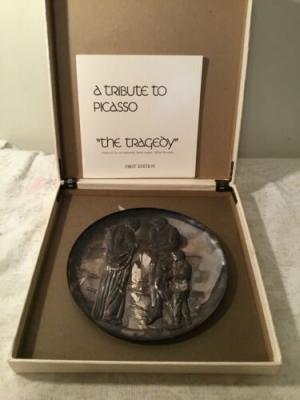 A TRIBUTE TO
PICASSO
"THE TRAGEDY"
FIRST EDITION